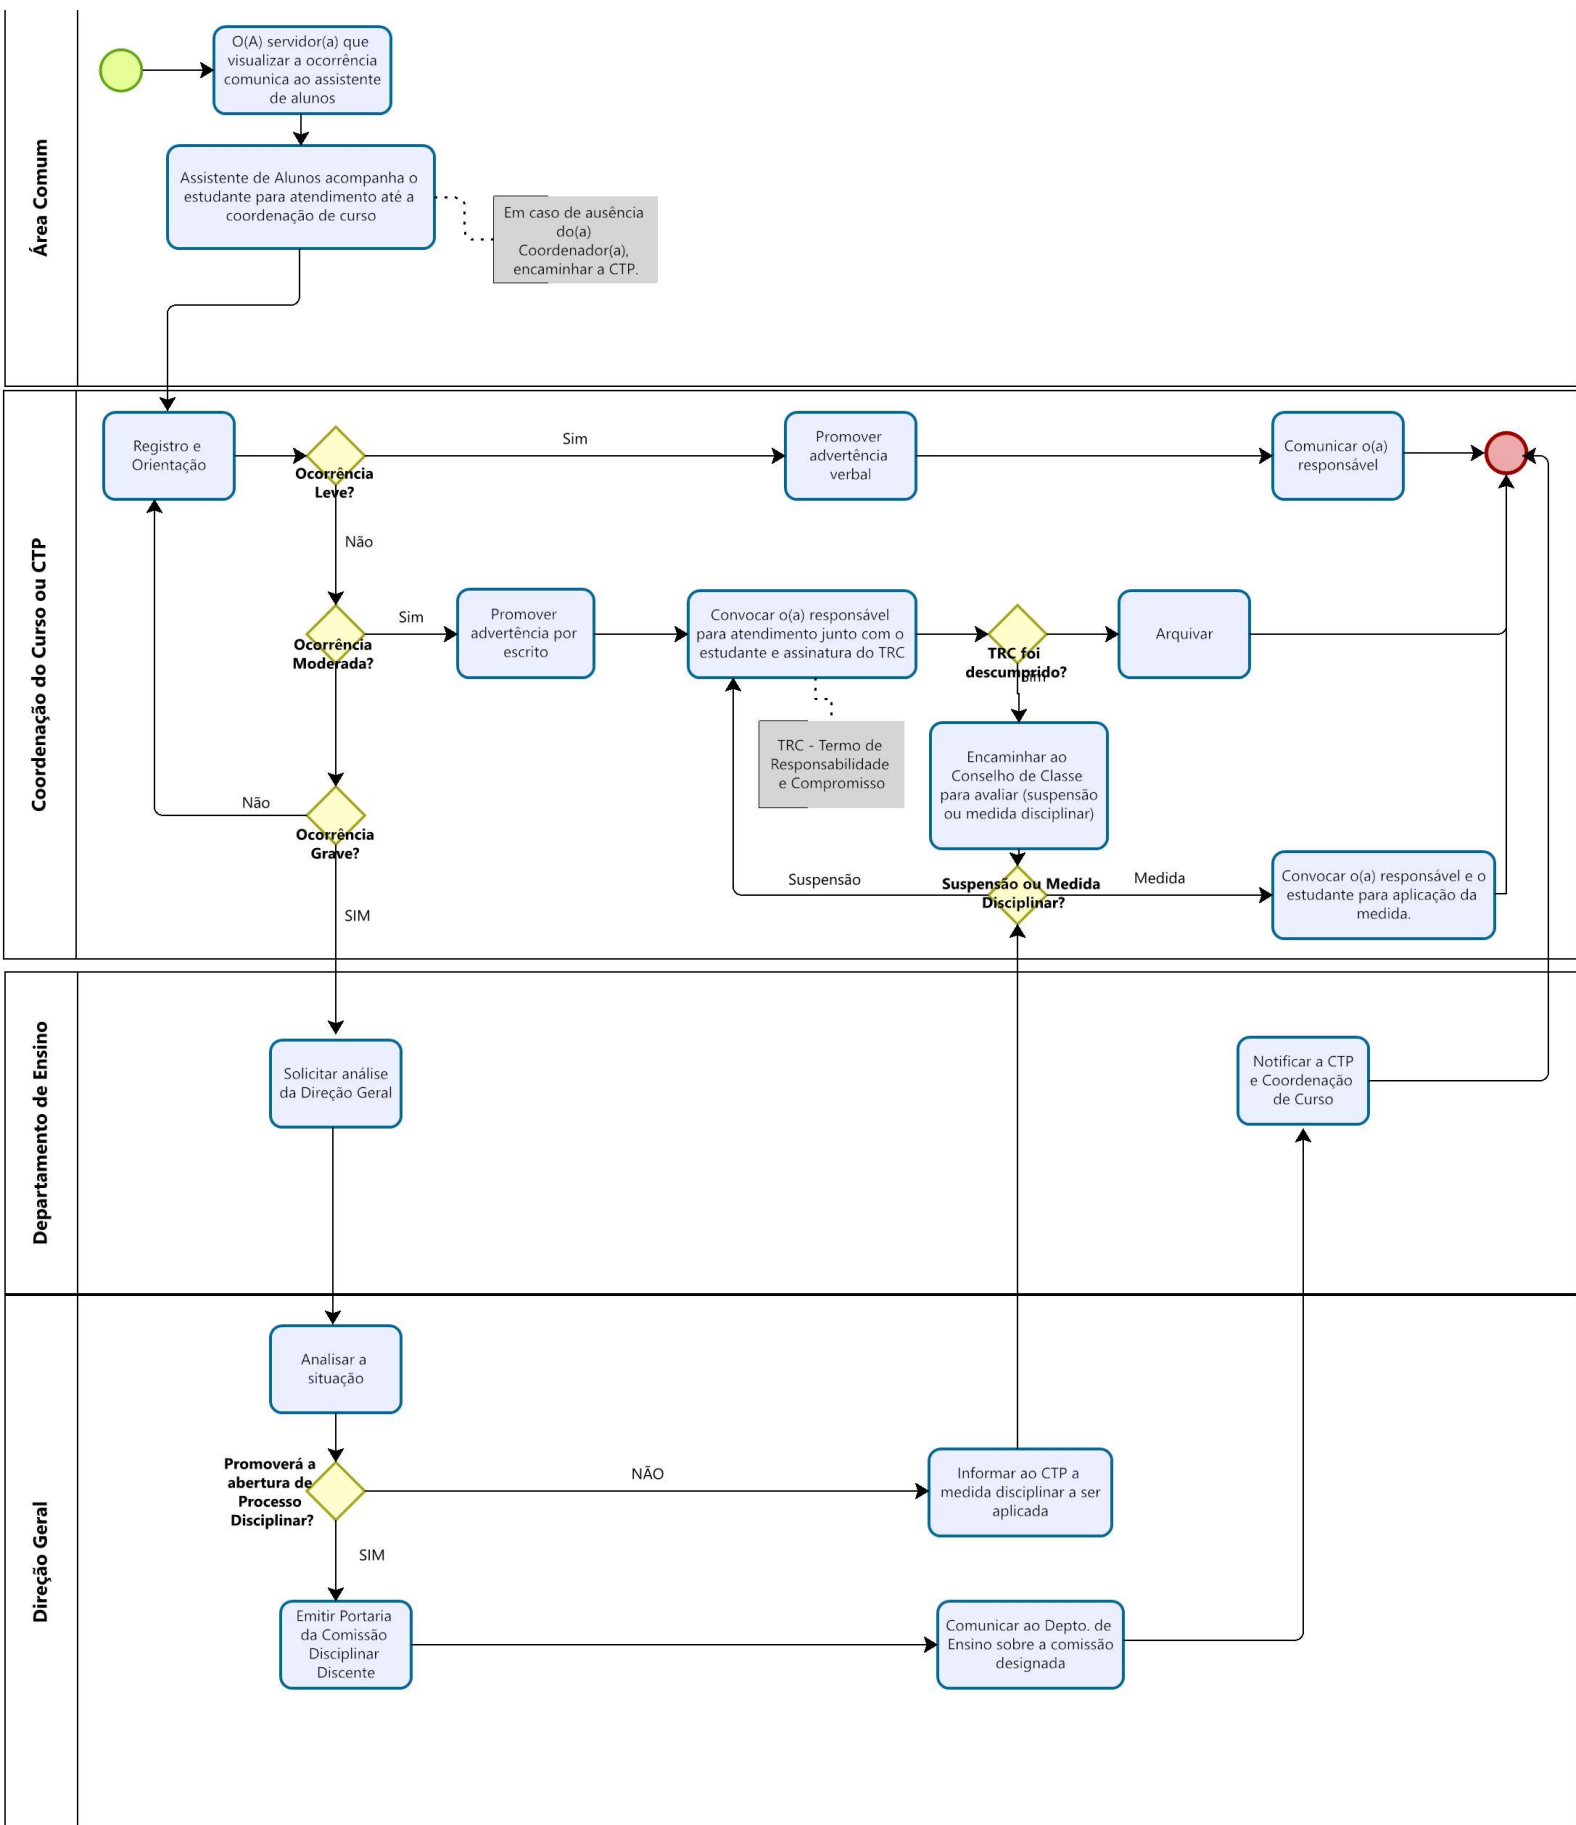 Área Comum
O(A) servidor(a) que
visualizar a ocorrência
comunica ao assistente
de alunos
Assistente de Alunos acompanha o
estudante para atendimento até a
coordenação de curso
Em caso de ausência
do(a)
Coordenador(a),
encaminhar a CTP.
Coordenação do Curso ou CTP
Registro e
Orientação
Ocorrência
Leve?
Sim
Promover
advertência
verbal
Comunicar o(a)
responsável
Não
Ocorrência
Moderada?
Sim
Promover
advertência por
escrito
Convocar o(a) responsável
para atendimento junto com o
estudante e assinatura do TRC
TRC foi
descumprido?
Sim
Arquivar
TRC - Termo de
Responsabilidade
e Compromisso
Encaminhar ao
Conselho de Classe
para avaliar (suspensão
ou medida disciplinar)
Não
Ocorrência
Grave?
SIM
Suspensão
Suspensão ou Medida
Disciplinar?
Medida
Convocar o(a) responsável e o
estudante para aplicação da
medida.
Departamento de Ensino
Solicitar análise
da Direção Geral
Notificar a CTP
e Coordenação
de Curso
Direção Geral
Analisar a
situação
Promoverá a
abertura de
Processo
Disciplinar?
NÃO
Informar ao CTP a
medida disciplinar a ser
aplicada
SIM
Emitir Portaria
da Comissão
Disciplinar
Discente
Comunicar ao Depto. de
Ensino sobre a comissão
designada